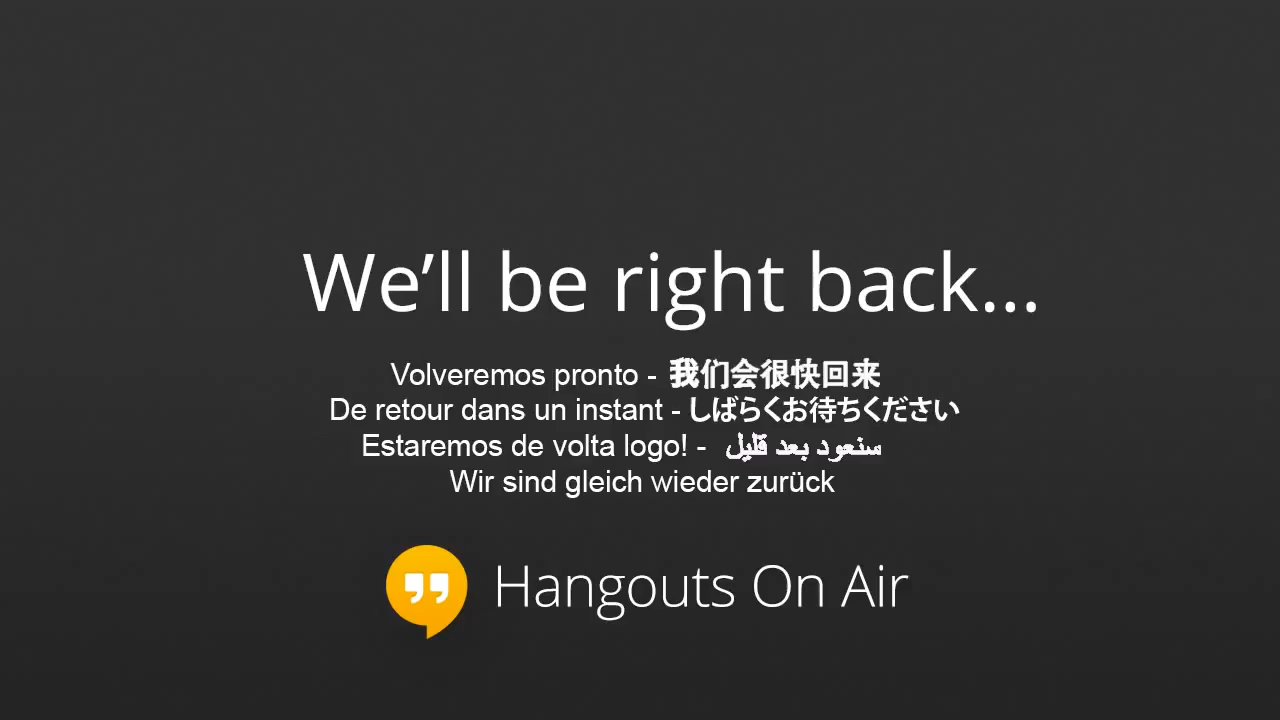 We’ll be right back...
Volveremos pronto - 我们会很快回来
De retour dans un instant - しばらくお待ちください
Estaremos de volta logo! - سنعود بعد قليل
Wir sind gleich wieder zurück
Hangouts On Air